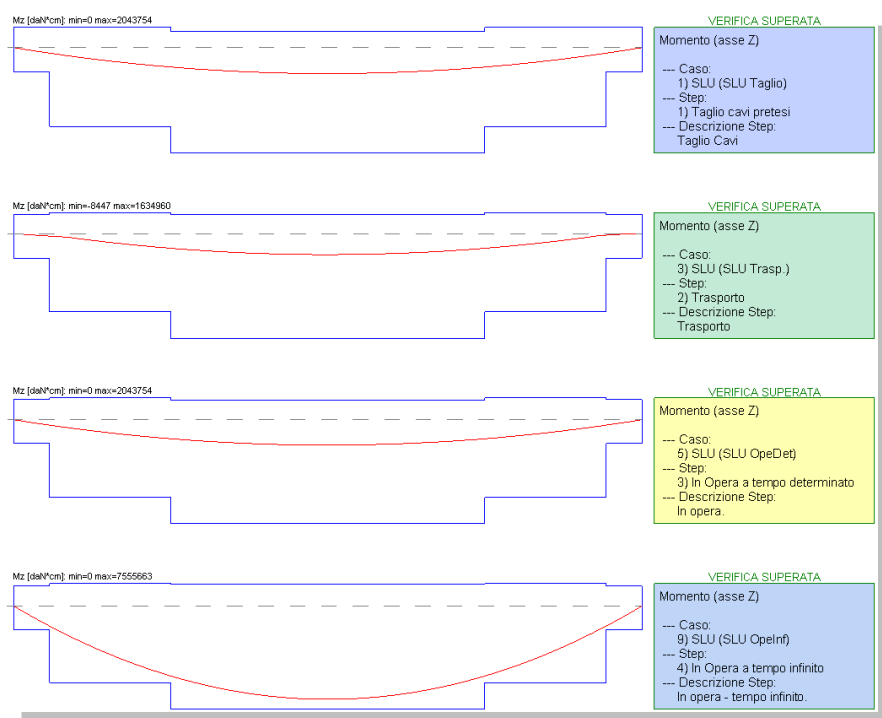 Mz [daN*cm]: min=0 max=2043754
VERIFICA SUPERATA
Momento (asse Z)
--- Caso:
1) SLU (SLU Taglio)
--- Step:
1) Taglio cavi pretesi
--- Descrizione Step:
Taglio Cavi
Mz [daN*cm]: min=-8447 max=1634960
VERIFICA SUPERATA
Momento (asse Z)
--- Caso:
3) SLU (SLU Trasp.)
--- Step:
2) Trasporto
--- Descrizione Step:
Trasporto
Mz [daN*cm]: min=0 max=2043754
VERIFICA SUPERATA
Momento (asse Z)
--- Caso:
5) SLU (SLU OpeDet)
--- Step:
3) In Opera a tempo determinato
--- Descrizione Step:
In opera.
Mz [daN*cm]: min=0 max=7555663
VERIFICA SUPERATA
Momento (asse Z)
--- Caso:
9) SLU (SLU OpeInf)
--- Step:
4) In Opera a tempo infinito
--- Descrizione Step:
In opera - tempo infinito.